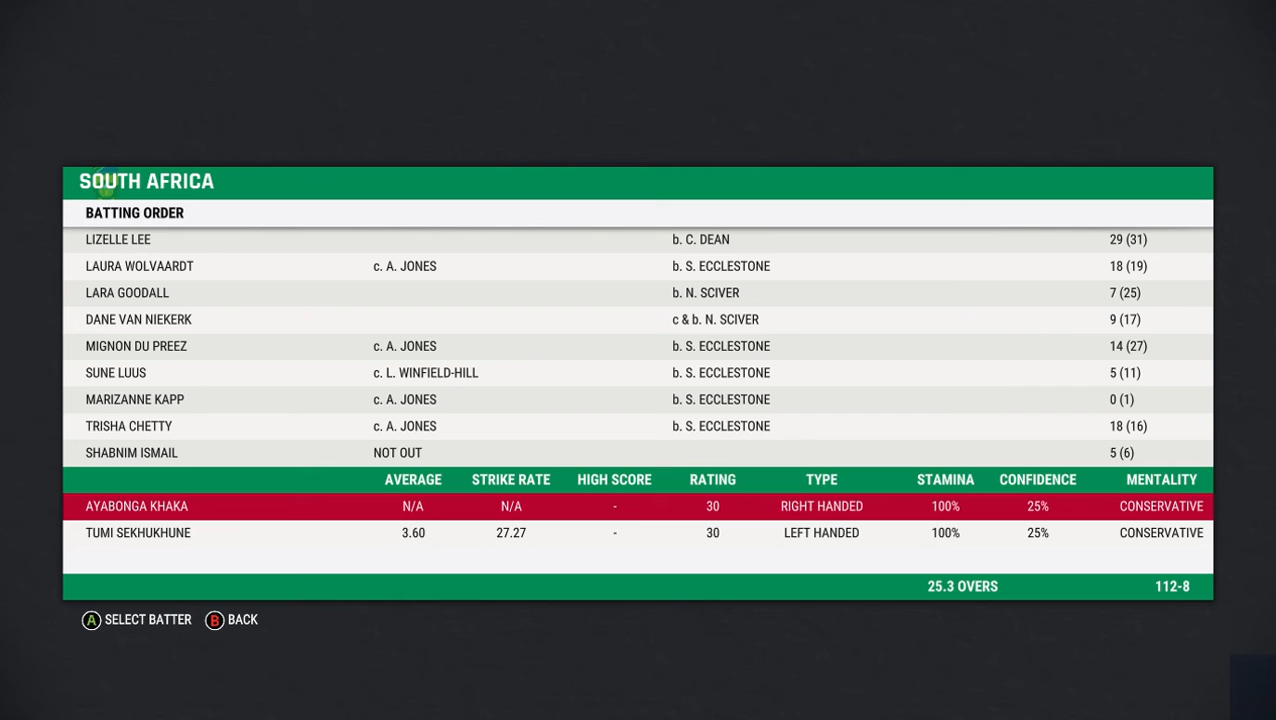 SOUTH AFRICA
BATTING ORDER
LIZELLE LEE b. C. DEAN 29 (31)
LAURA WOLVAARDT c. A. JONES b. S. ECCLESTONE 18 (19)
LARA GOODALL b. N. SCIVER 7 (25)
DANE VAN NIEKERK c & b. N. SCIVER 9 (17)
MIGNON DU PREEZ c. A. JONES b. S. ECCLESTONE 14 (27)
SUNE LUUS c. L. WINFIELD-HILL b. S. ECCLESTONE 5 (11)
MARIZANNE KAPP c. A. JONES b. S. ECCLESTONE 0 (1)
TRISHA CHETTY c. A. JONES b. S. ECCLESTONE 18 (16)
SHABNIM ISMAIL NOT OUT 5 (6)
AVERAGE STRIKE RATE HIGH SCORE RATING TYPE STAMINA CONFIDENCE MENTALITY
AYABONGA KHAKA N/A N/A - 30 RIGHT HANDED 100% 25% CONSERVATIVE
TUMI SEKHUKHUNE 3.60 27.27 - 30 LEFT HANDED 100% 25% CONSERVATIVE
25.3 OVERS 112-8
A SELECT BATTER B BACK